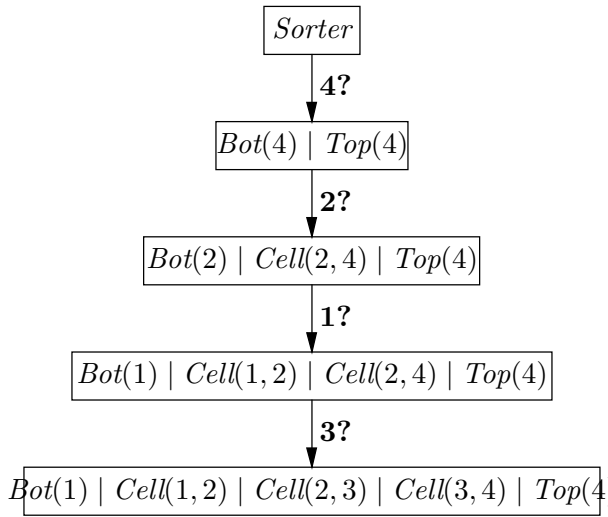 Sorter
4?
Bot(4) | Top(4)
2?
Bot(2) | Cell(2, 4) | Top(4)
1?
Bot(1) | Cell(1, 2) | Cell(2, 4) | Top(4)
3?
Bot(1) | Cell(1, 2) | Cell(2, 3) | Cell(3, 4) | Top(4